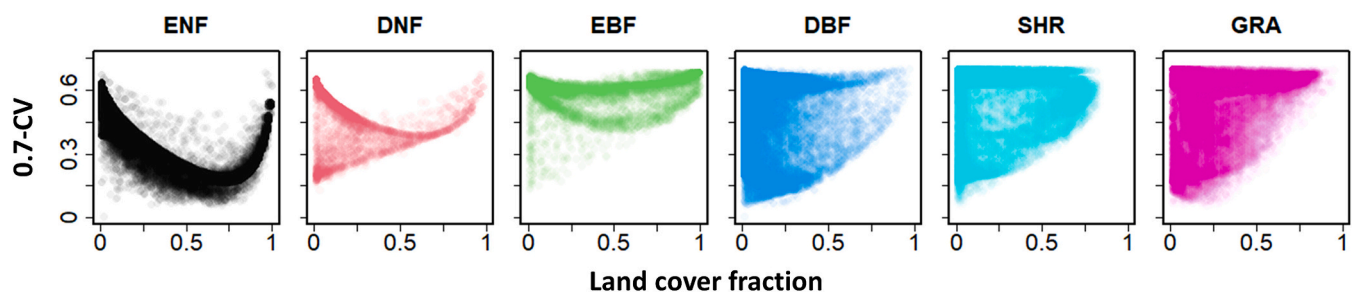 ENF DNF EBF DBF SHR GRA
0.7-CV
0.6
0.3
0
0 0.5 1 0 0.5 1 0 0.5 1 0 0.5 1 0 0.5 1 0 0.5 1
Land cover fraction